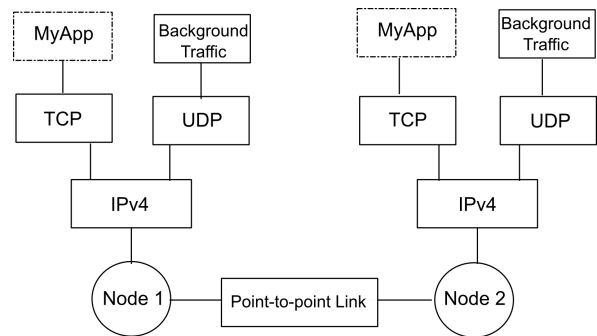 MyApp
Background
Traffic
MyApp
Background
Traffic
TCP
UDP
TCP
UDP
IPv4
IPv4
Node 1
Point-to-point Link
Node 2